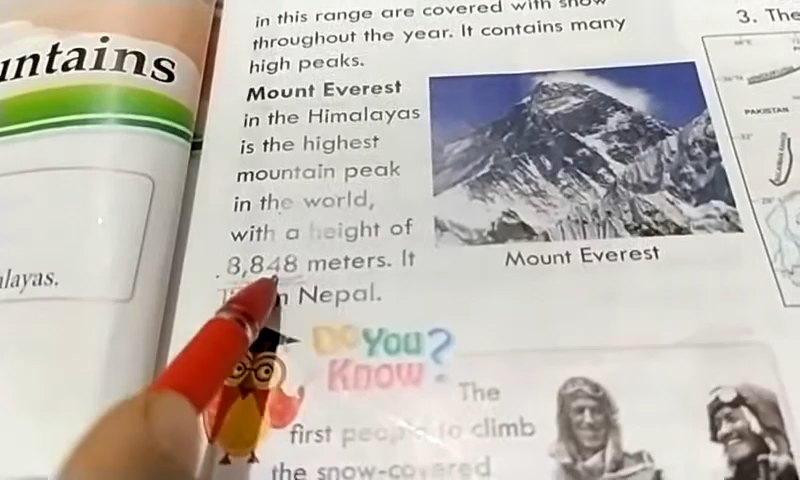 untains
alayas.
in this range are covered with snow
throughout the year. It contains many
high peaks.
Mount Everest
in the Himalayas
is the highest
mountain peak
in the world,
with a height of
8,848 meters. It
Nepal.
Mount Everest
Do You
Know?
The
first people to climb
the snow-covered
3. The
PAKISTAN